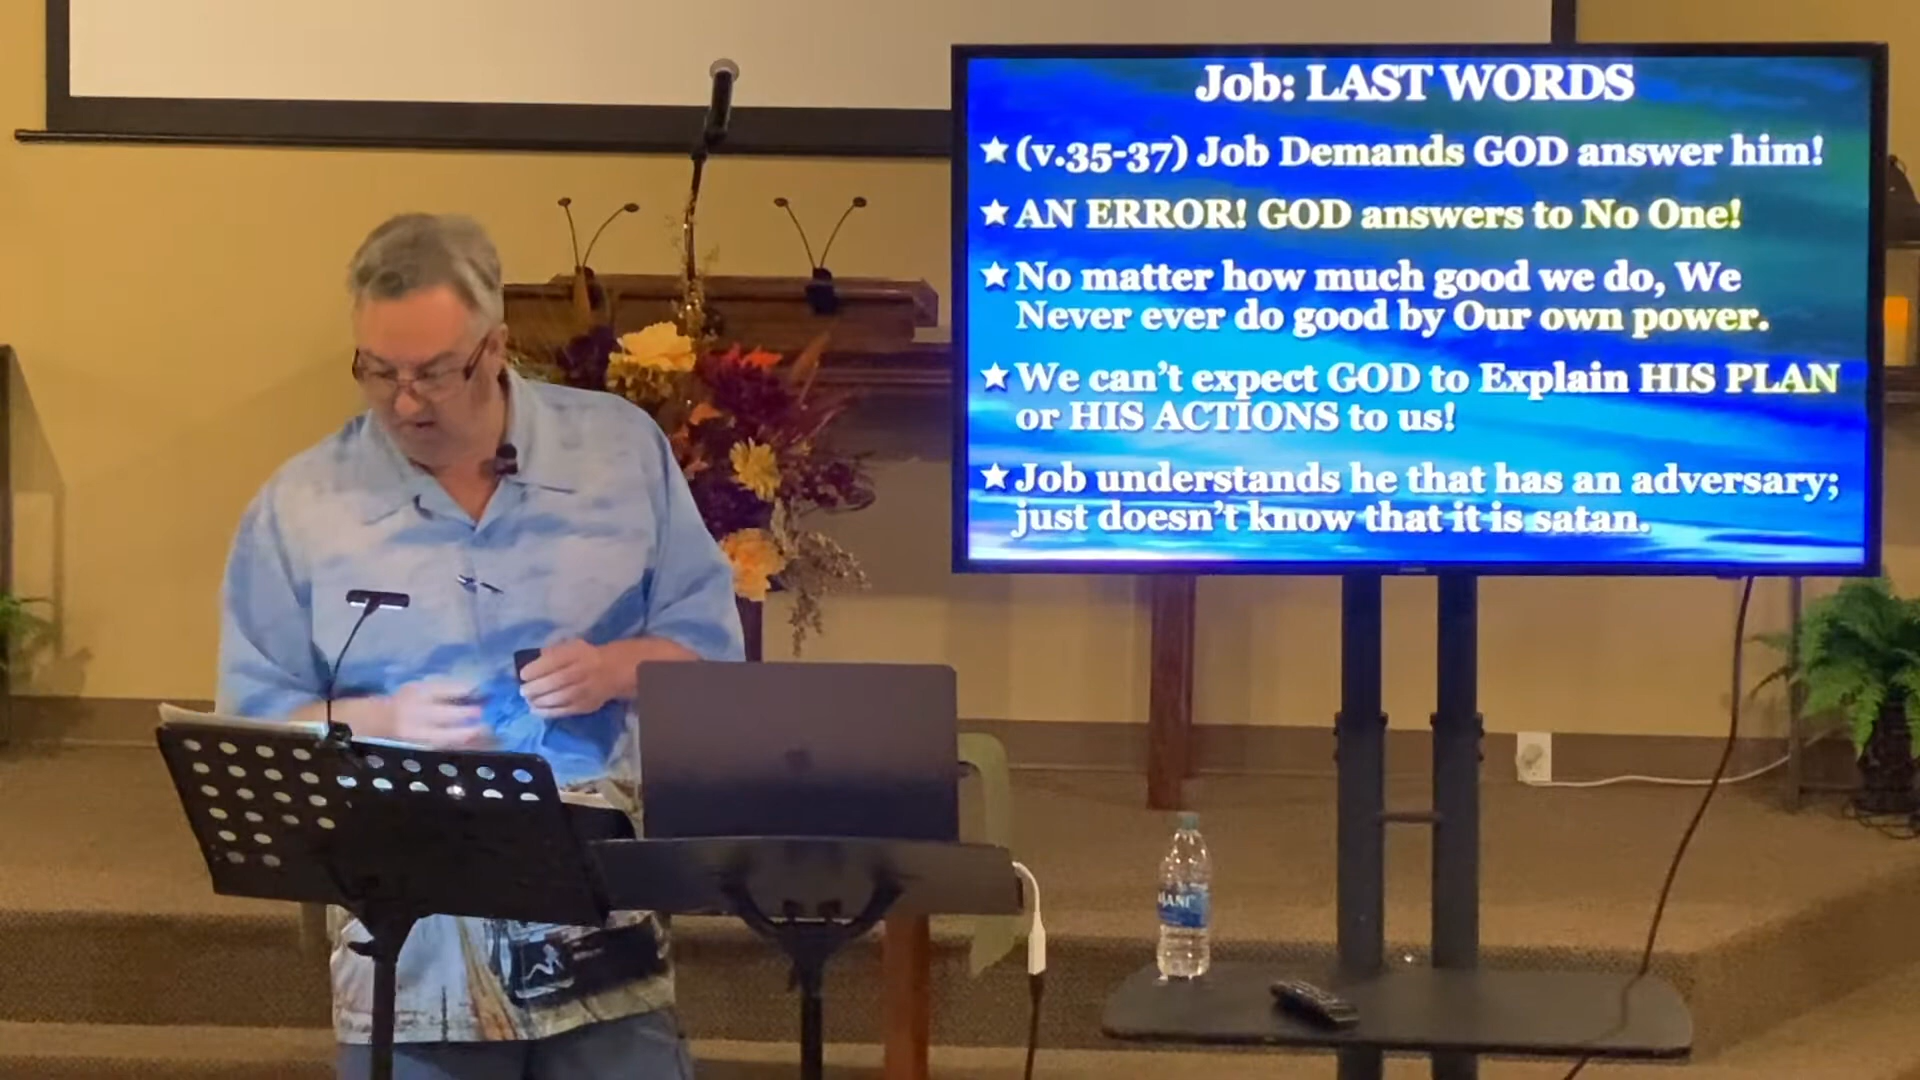 Job: LAST WORDS
★ (v.35-37) Job Demands GOD answer him!
★ AN ERROR! GOD answers to No One!
★ No matter how much good we do, We
Never ever do good by Our own power.
★ We can't expect GOD to Explain HIS PLAN
or HIS ACTIONS to us!
★ Job understands he that has an adversary;
just doesn't know that it is satan.